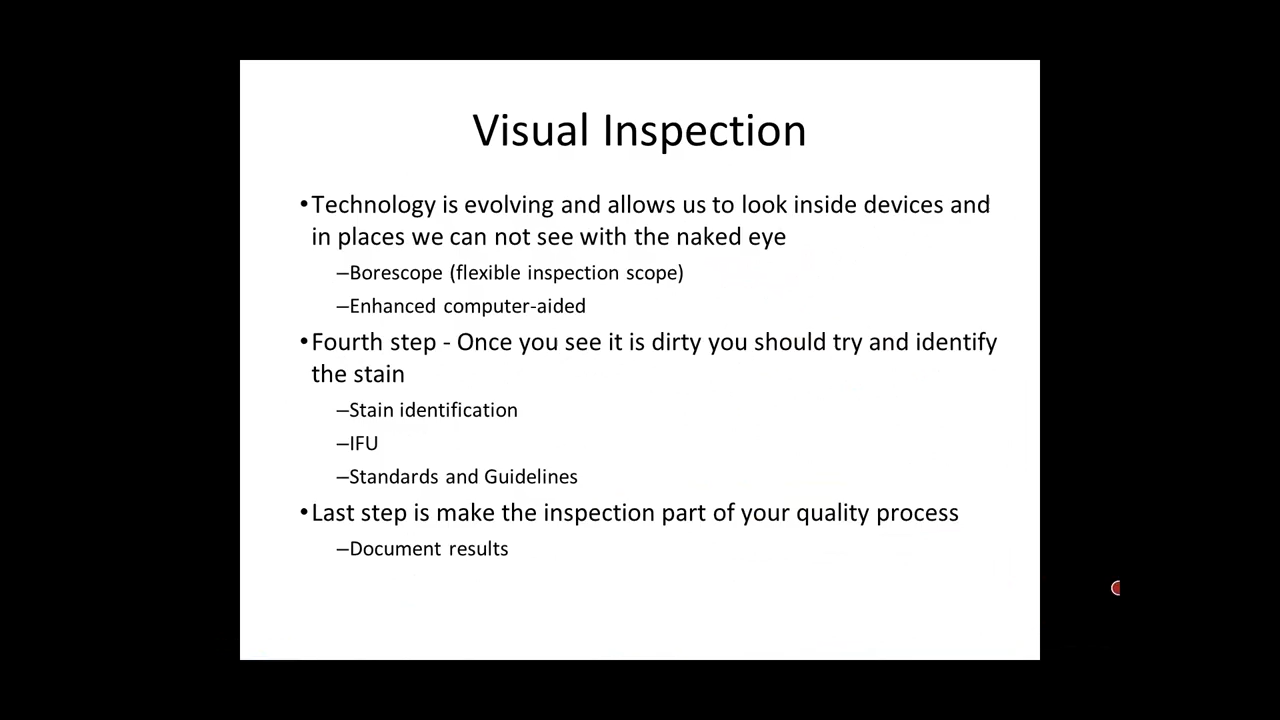 Visual Inspection
•Technology is evolving and allows us to look inside devices and
in places we can not see with the naked eye
–Borescope (flexible inspection scope)
–Enhanced computer-aided
•Fourth step - Once you see it is dirty you should try and identify
the stain
–Stain identification
–IFU
–Standards and Guidelines
•Last step is make the inspection part of your quality process
–Document results